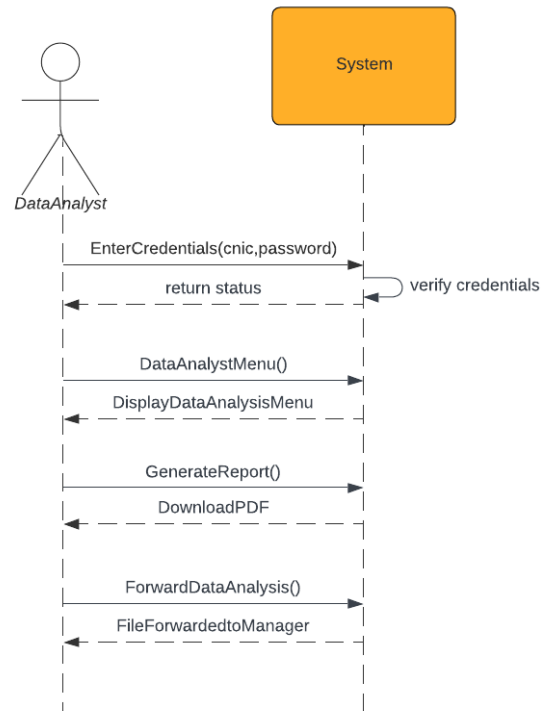 System
DataAnalyst
EnterCredentials(cnic,password)
verify credentials
return status
DataAnalystMenu()
DisplayDataAnalysisMenu
GenerateReport()
DownloadPDF
ForwardDataAnalysis()
FileForwardedtoManager